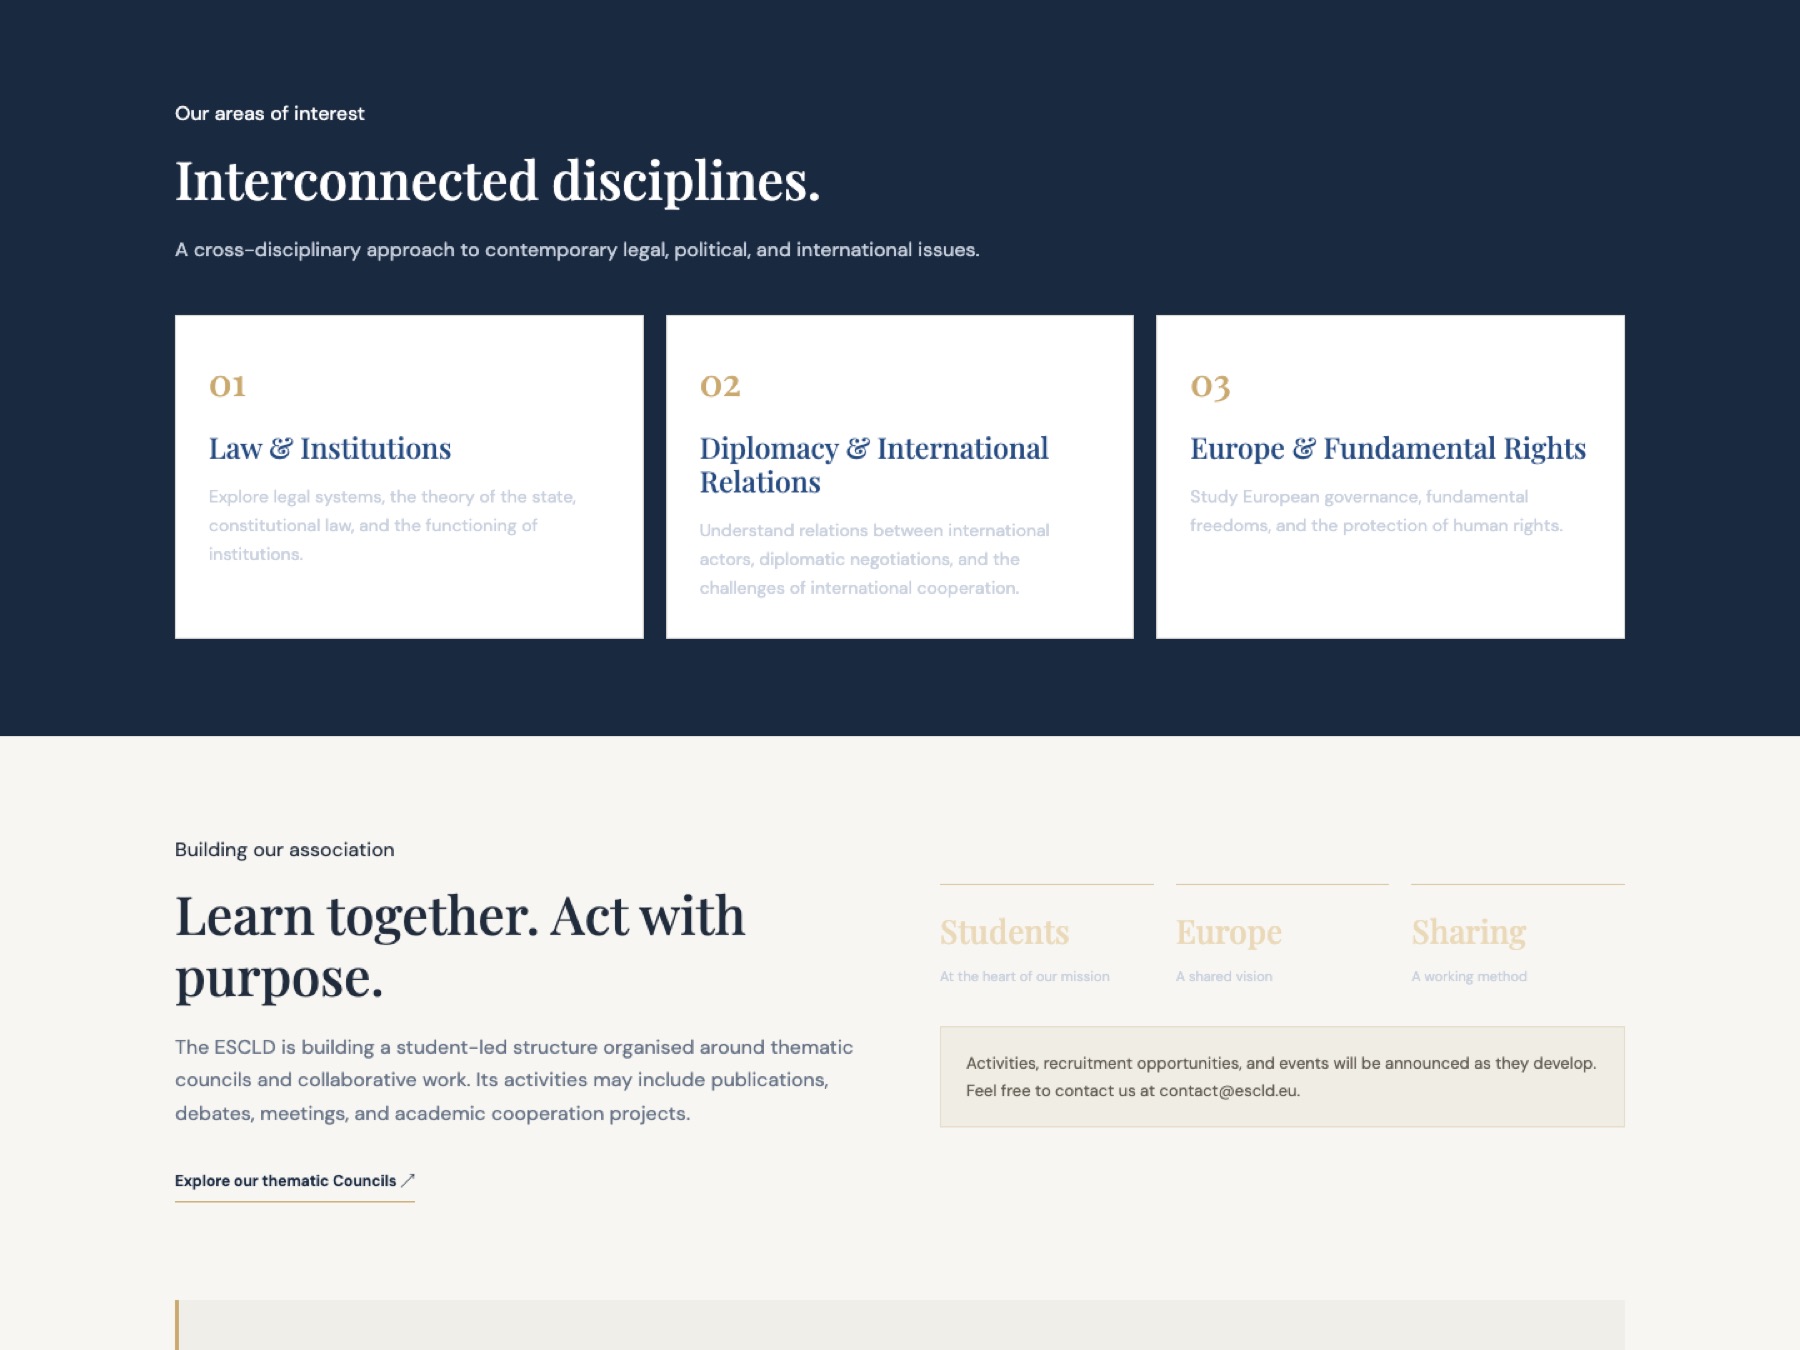 Our areas of interest
Interconnected disciplines.
A cross-disciplinary approach to contemporary legal, political, and international issues.
01
Law & Institutions
Explore legal systems, the theory of the state,
constitutional law, and the functioning of
institutions.
02
Diplomacy & International
Relations
Understand relations between international
actors, diplomatic negotiations, and the
challenges of international cooperation.
03
Europe & Fundamental Rights
Study European governance, fundamental
freedoms, and the protection of human rights.
Building our association
Learn together. Act with
purpose.
The ESCLD is building a student-led structure organised around thematic
councils and collaborative work. Its activities may include publications,
debates, meetings, and academic cooperation projects.
Explore our thematic Councils ↗
Students
At the heart of our mission
Europe
A shared vision
Sharing
A working method
Activities, recruitment opportunities, and events will be announced as they develop.
Feel free to contact us at contact@escld.eu.